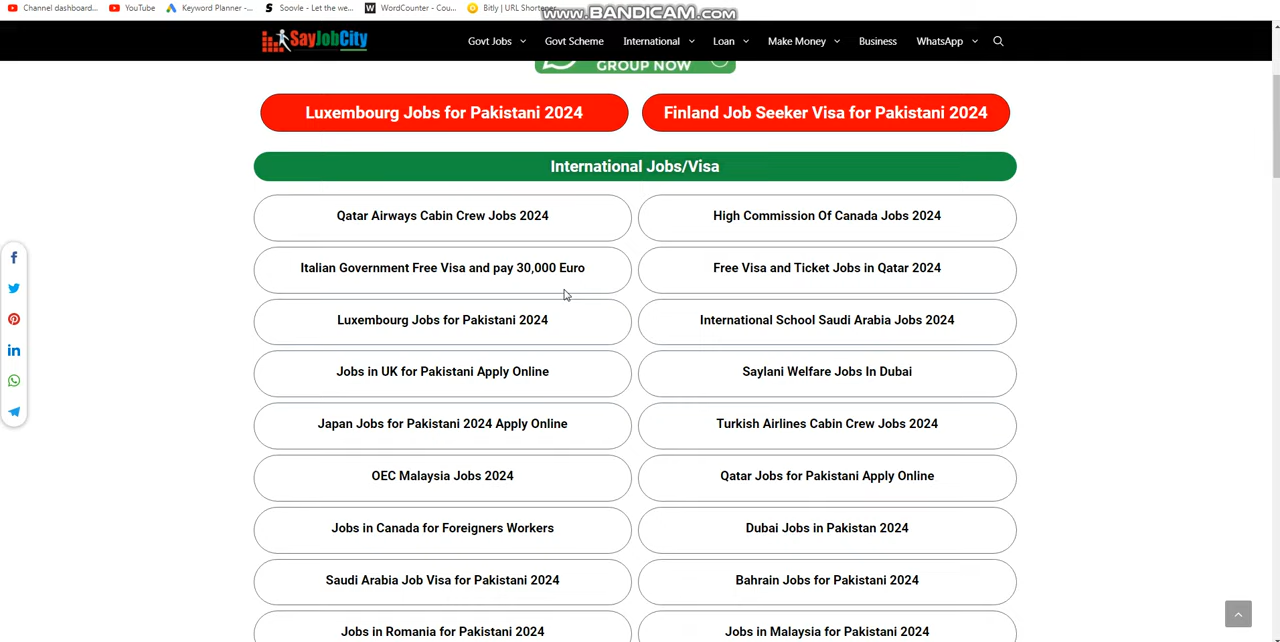 Channel dashboard... YouTube Keyword Planner -... Soovle - Let the we... WordCounter - Cou... Bitly | URL Shortener
www.BANDICAM.com
SayJobCity Govt Jobs Govt Scheme International Loan Make Money Business WhatsApp
GROUP NOW
Luxembourg Jobs for Pakistani 2024 Finland Job Seeker Visa for Pakistani 2024
International Jobs/Visa
Qatar Airways Cabin Crew Jobs 2024 High Commission Of Canada Jobs 2024
Italian Government Free Visa and pay 30,000 Euro Free Visa and Ticket Jobs in Qatar 2024
Luxembourg Jobs for Pakistani 2024 International School Saudi Arabia Jobs 2024
Jobs in UK for Pakistani Apply Online Saylani Welfare Jobs In Dubai
Japan Jobs for Pakistani 2024 Apply Online Turkish Airlines Cabin Crew Jobs 2024
OEC Malaysia Jobs 2024 Qatar Jobs for Pakistani Apply Online
Jobs in Canada for Foreigners Workers Dubai Jobs in Pakistan 2024
Saudi Arabia Job Visa for Pakistani 2024 Bahrain Jobs for Pakistani 2024
Jobs in Romania for Pakistani 2024 Jobs in Malaysia for Pakistani 2024